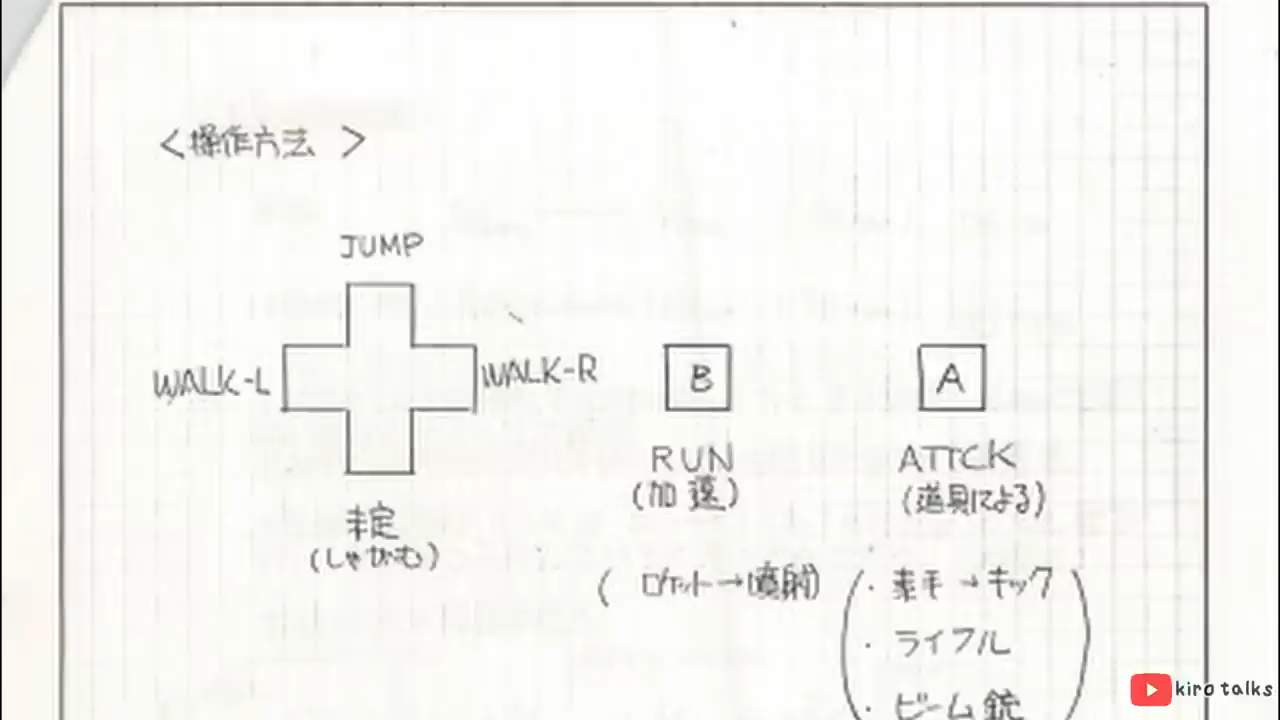 <操作方法>
JUMP
WALK-L
WALK-R
未定
(しゃがむ)
B
RUN
(加速)
( ロケット→噴射)
A
ATTCK
(道具による)
・素手→キック
・ライフル
・ビーム銃
kiro talks